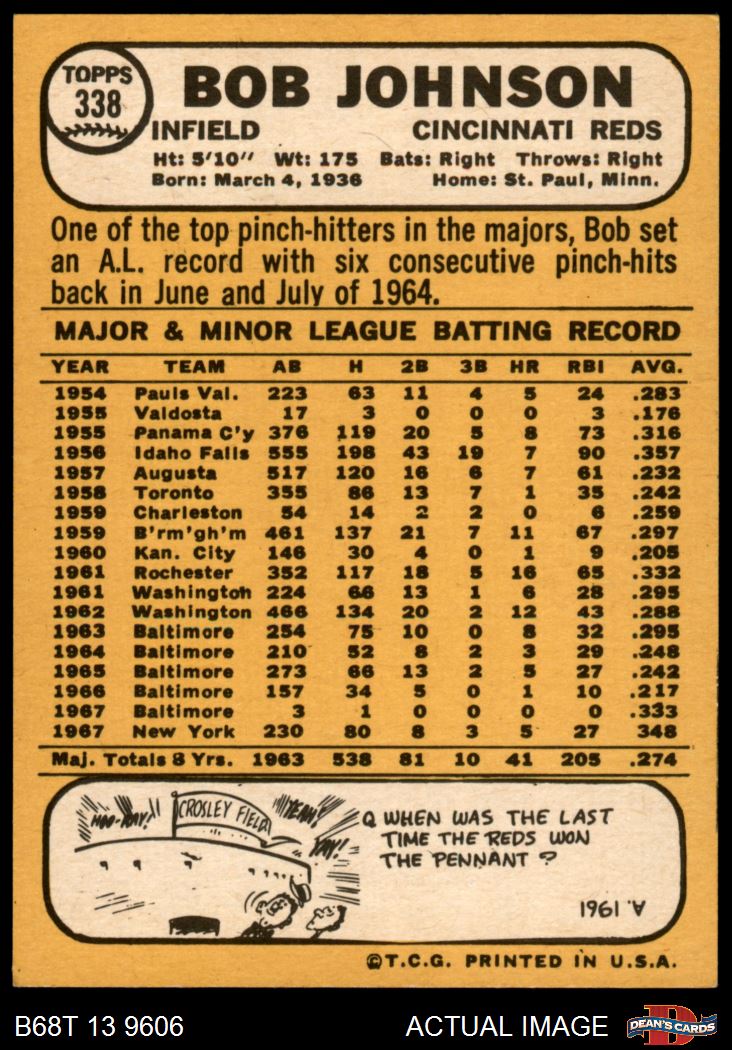 TOPPS
338
BOB JOHNSON
INFIELD CINCINNATI REDS
Ht: 5'10" Wt: 175 Bats: Right Throws: Right
Born: March 4, 1936 Home: St. Paul, Minn.
One of the top pinch-hitters in the majors, Bob set
an A.L. record with six consecutive pinch-hits
back in June and July of 1964.
MAJOR & MINOR LEAGUE BATTING RECORD
YEAR TEAM AB H 2B 3B HR RBI AVG.
1954 Pauls Val. 223 63 11 4 5 24 .283
1955 Valdosta 17 3 0 0 0 3 .176
1955 Panama C'y 376 119 20 5 8 73 .316
1956 Idaho Falls 555 198 43 19 7 90 .357
1957 Augusta 517 120 16 6 7 61 .232
1958 Toronto 355 86 13 7 1 35 .242
1959 Charleston 54 14 2 2 0 6 .259
1959 B'rm'gh'm 461 137 21 7 11 67 .297
1960 Kan. City 146 30 4 0 1 9 .205
1961 Rochester 352 117 18 5 16 65 .332
1961 Washington 224 66 13 1 6 28 .295
1962 Washington 466 134 20 2 12 43 .288
1963 Baltimore 254 75 10 0 8 32 .295
1964 Baltimore 210 52 8 2 3 29 .248
1965 Baltimore 273 66 13 2 5 27 .242
1966 Baltimore 157 34 5 0 1 10 .217
1967 Baltimore 3 1 0 0 0 0 .333
1967 New York 230 80 8 3 5 27 348
Maj. Totals 8 Yrs. 1963 538 81 10 41 205 .274
HOO-RAY! CROSLEY FIELD YEAH!
YAY!
Q WHEN WAS THE LAST
TIME THE REDS WON
THE PENNANT ?
A. 1961
©T.C.G. PRINTED IN U.S.A.
B68T 13 9606 ACTUAL IMAGE DEAN'S CARDS